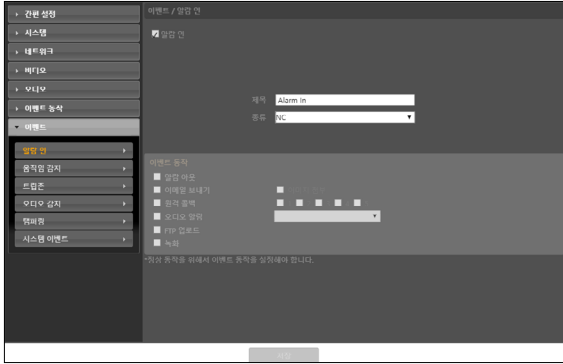 간편 설정
시스템
네트워크
비디오
오디오
이벤트 동작
이벤트
알람 인
움직임 감지
트립존
오디오 감지
탬퍼링
시스템 이벤트
이벤트 / 알람 인
알람 인
제목 Alarm In
종류 NC
이벤트 동작
알람 아웃
이메일 보내기
원격 콜백
오디오 알람
FTP 업로드
녹화
*정상 동작을 위해서 이벤트 동작을 설정해야 합니다.
저장